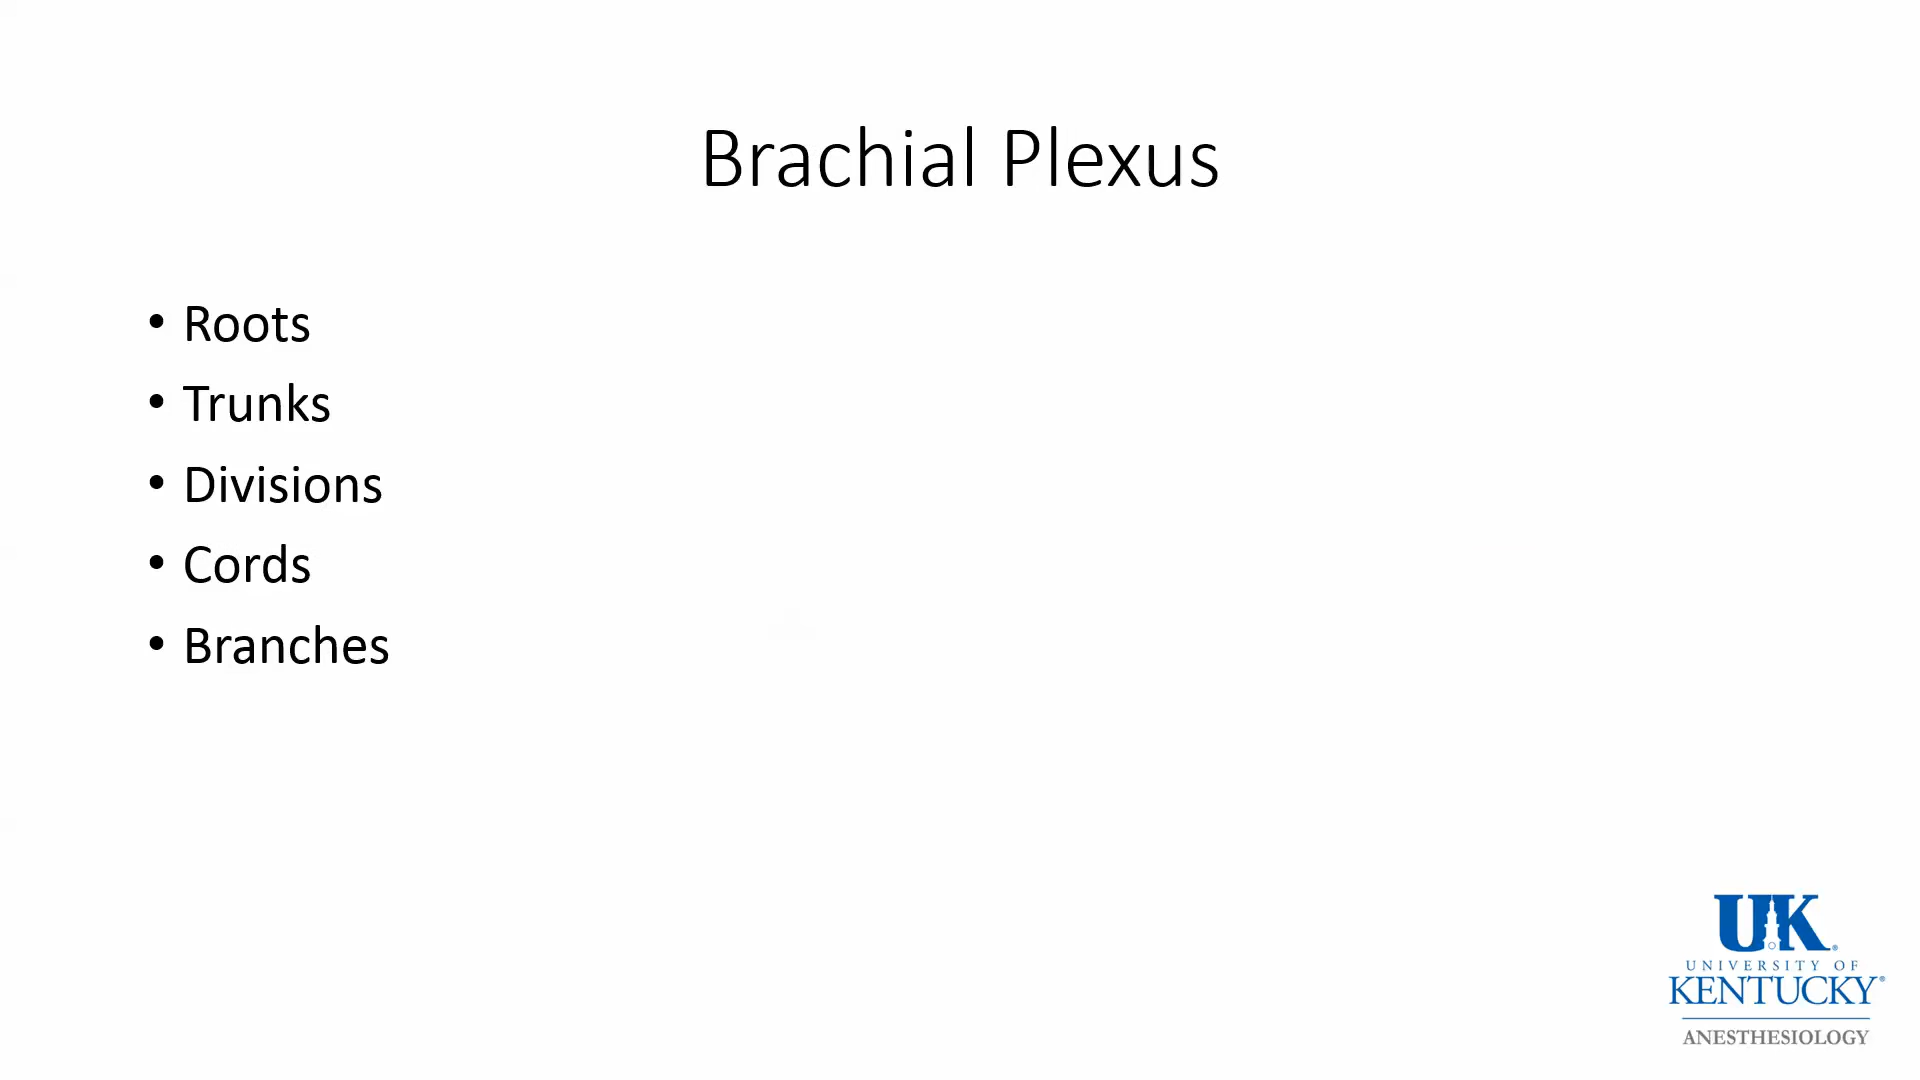 Brachial Plexus
• Roots
• Trunks
• Divisions
• Cords
• Branches
UK®
UNIVERSITY OF
KENTUCKY®
ANESTHESIOLOGY